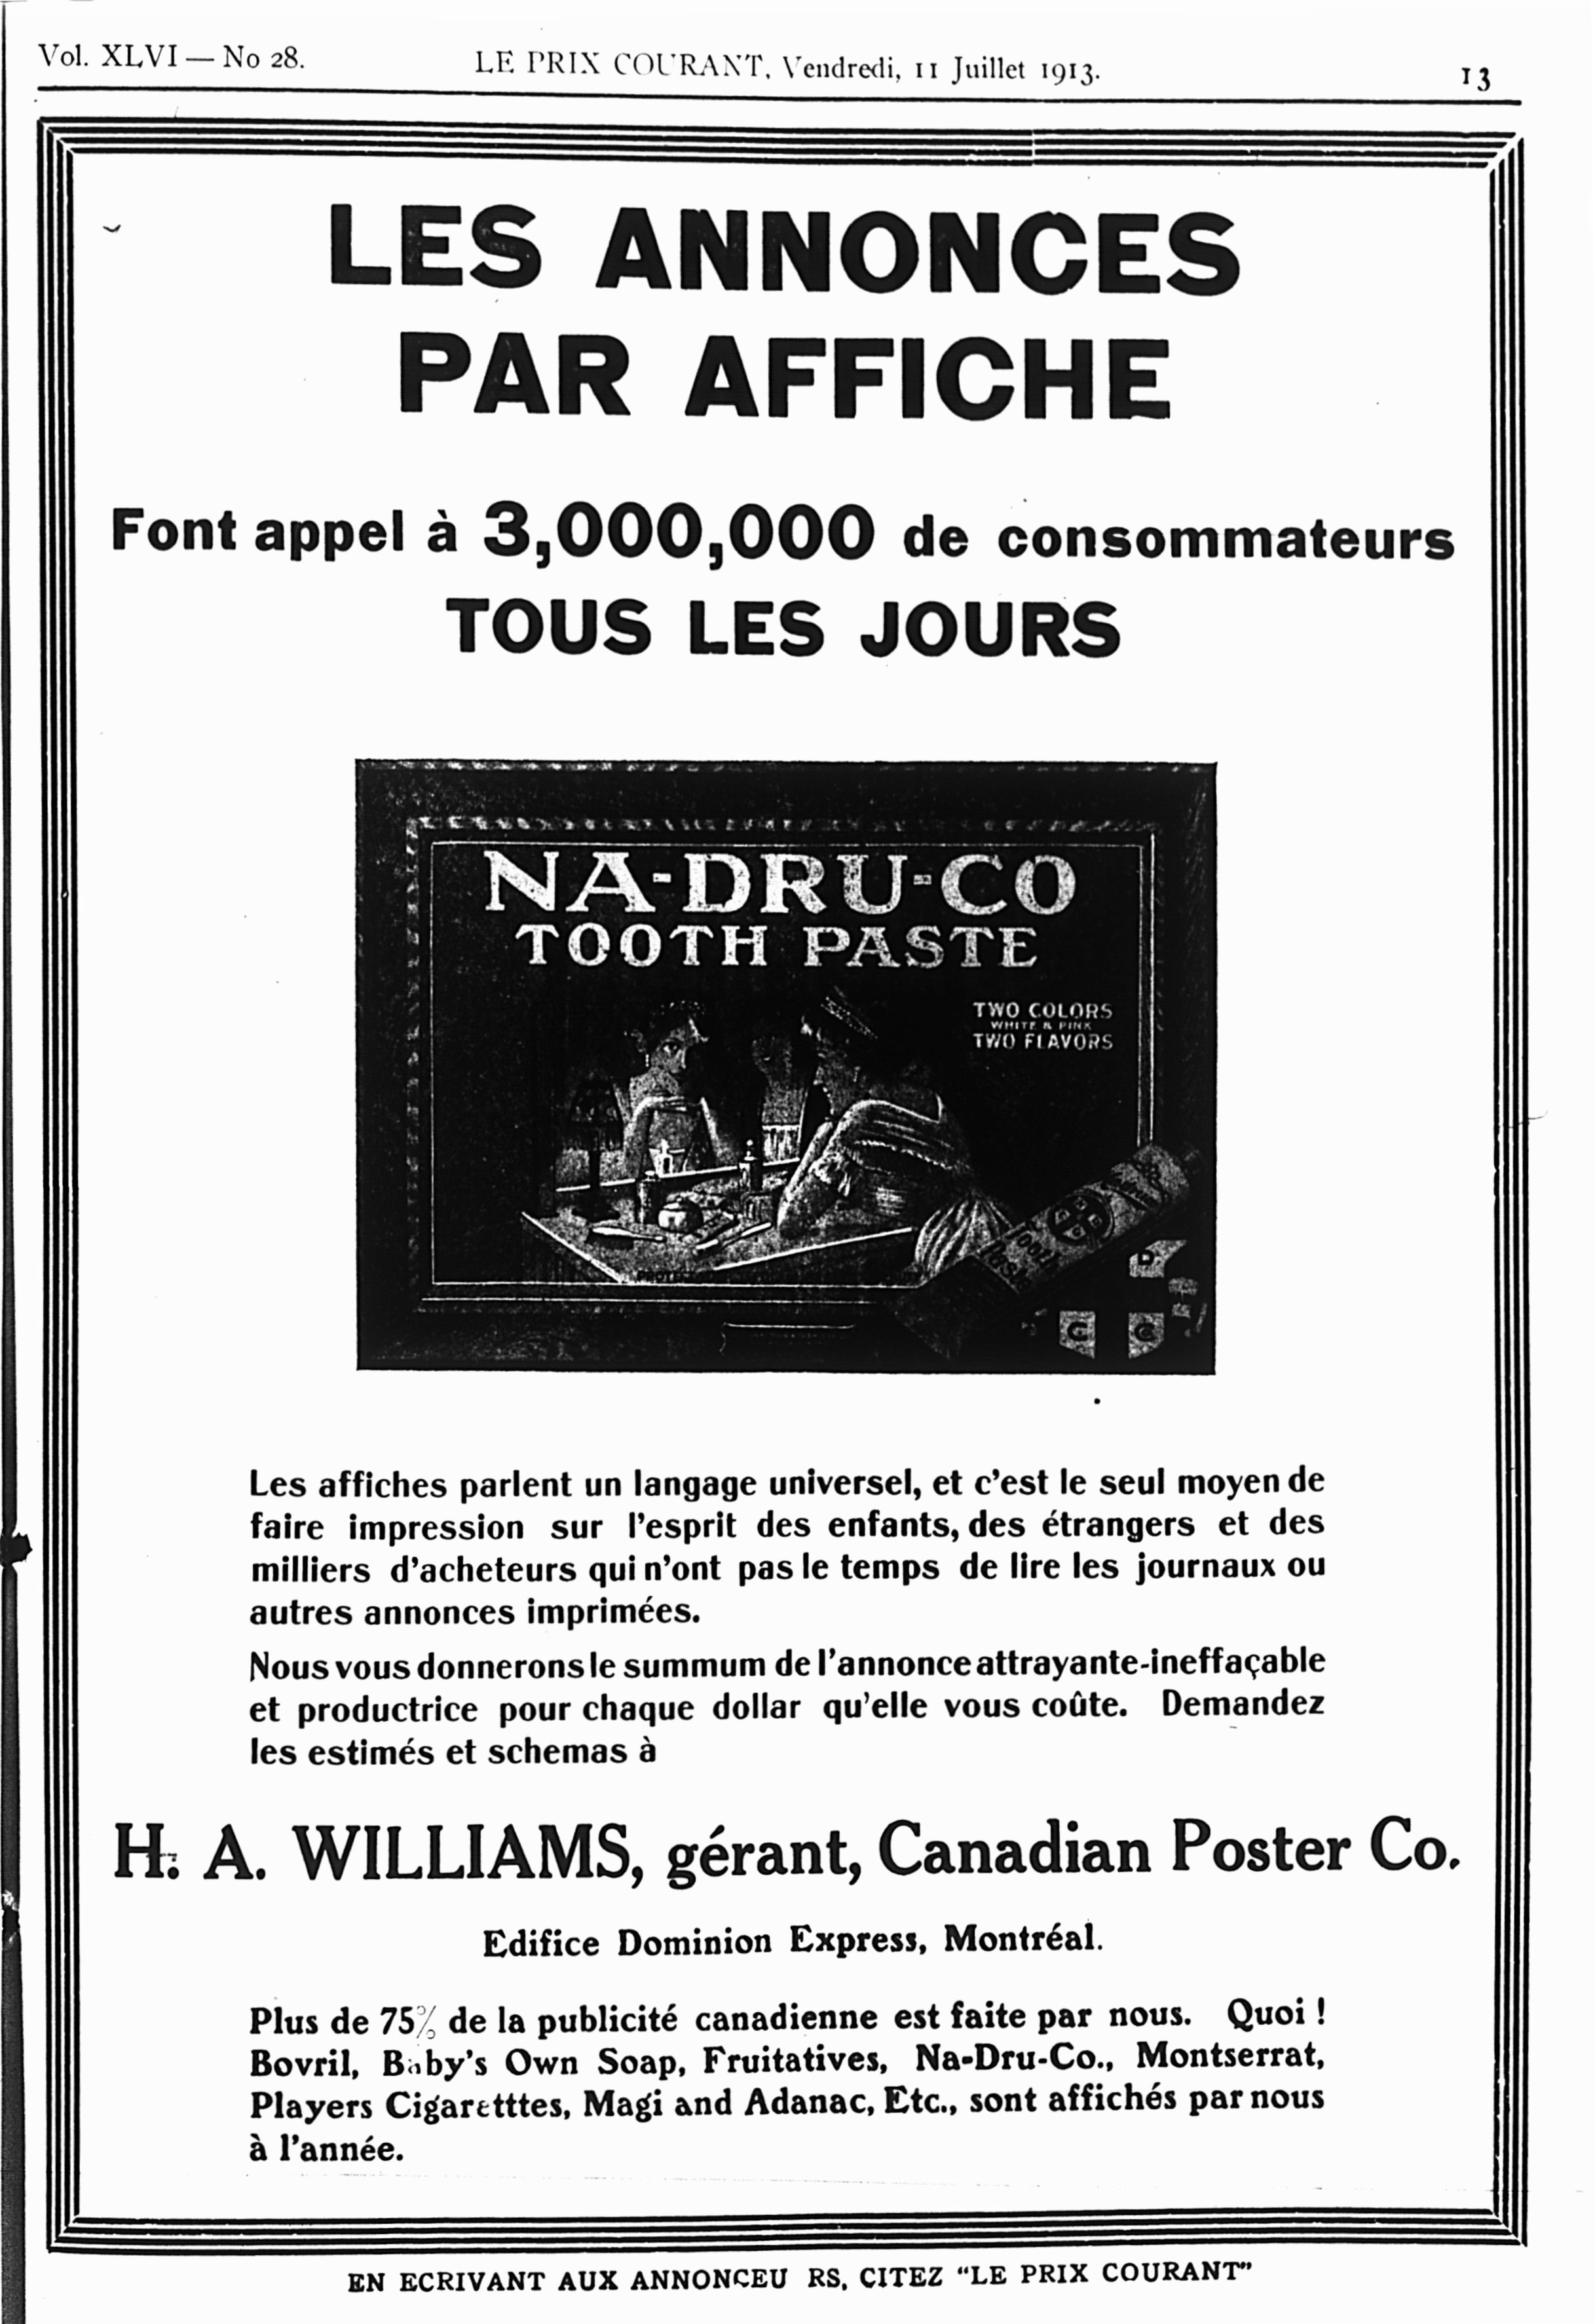 Vol. XLVI — No 28.
LE PRIX COURANT, Vendredi, 11 Juillet 1913.
13
LES ANNONCES
PAR AFFICHE
Font appel à 3,000,000 de consommateurs
TOUS LES JOURS
NA-DRU-CO
TOOTH PASTE
TWO COLORS
WHITE & PINK
TWO FLAVORS
Tooth
Paste
D
C C
Les affiches parlent un langage universel, et c'est le seul moyen de
faire impression sur l'esprit des enfants, des étrangers et des
milliers d'acheteurs qui n'ont pas le temps de lire les journaux ou
autres annonces imprimées.
Nous vous donnerons le summum de l'annonce attrayante-ineffaçable
et productrice pour chaque dollar qu'elle vous coûte. Demandez
les estimés et schemas à
H. A. WILLIAMS, gérant, Canadian Poster Co.
Edifice Dominion Express, Montréal.
Plus de 75% de la publicité canadienne est faite par nous. Quoi !
Bovril, Baby's Own Soap, Fruitatives, Na-Dru-Co., Montserrat,
Players Cigaretttes, Magi and Adanac, Etc., sont affichés par nous
à l'année.
EN ECRIVANT AUX ANNONCEU RS, CITEZ "LE PRIX COURANT"